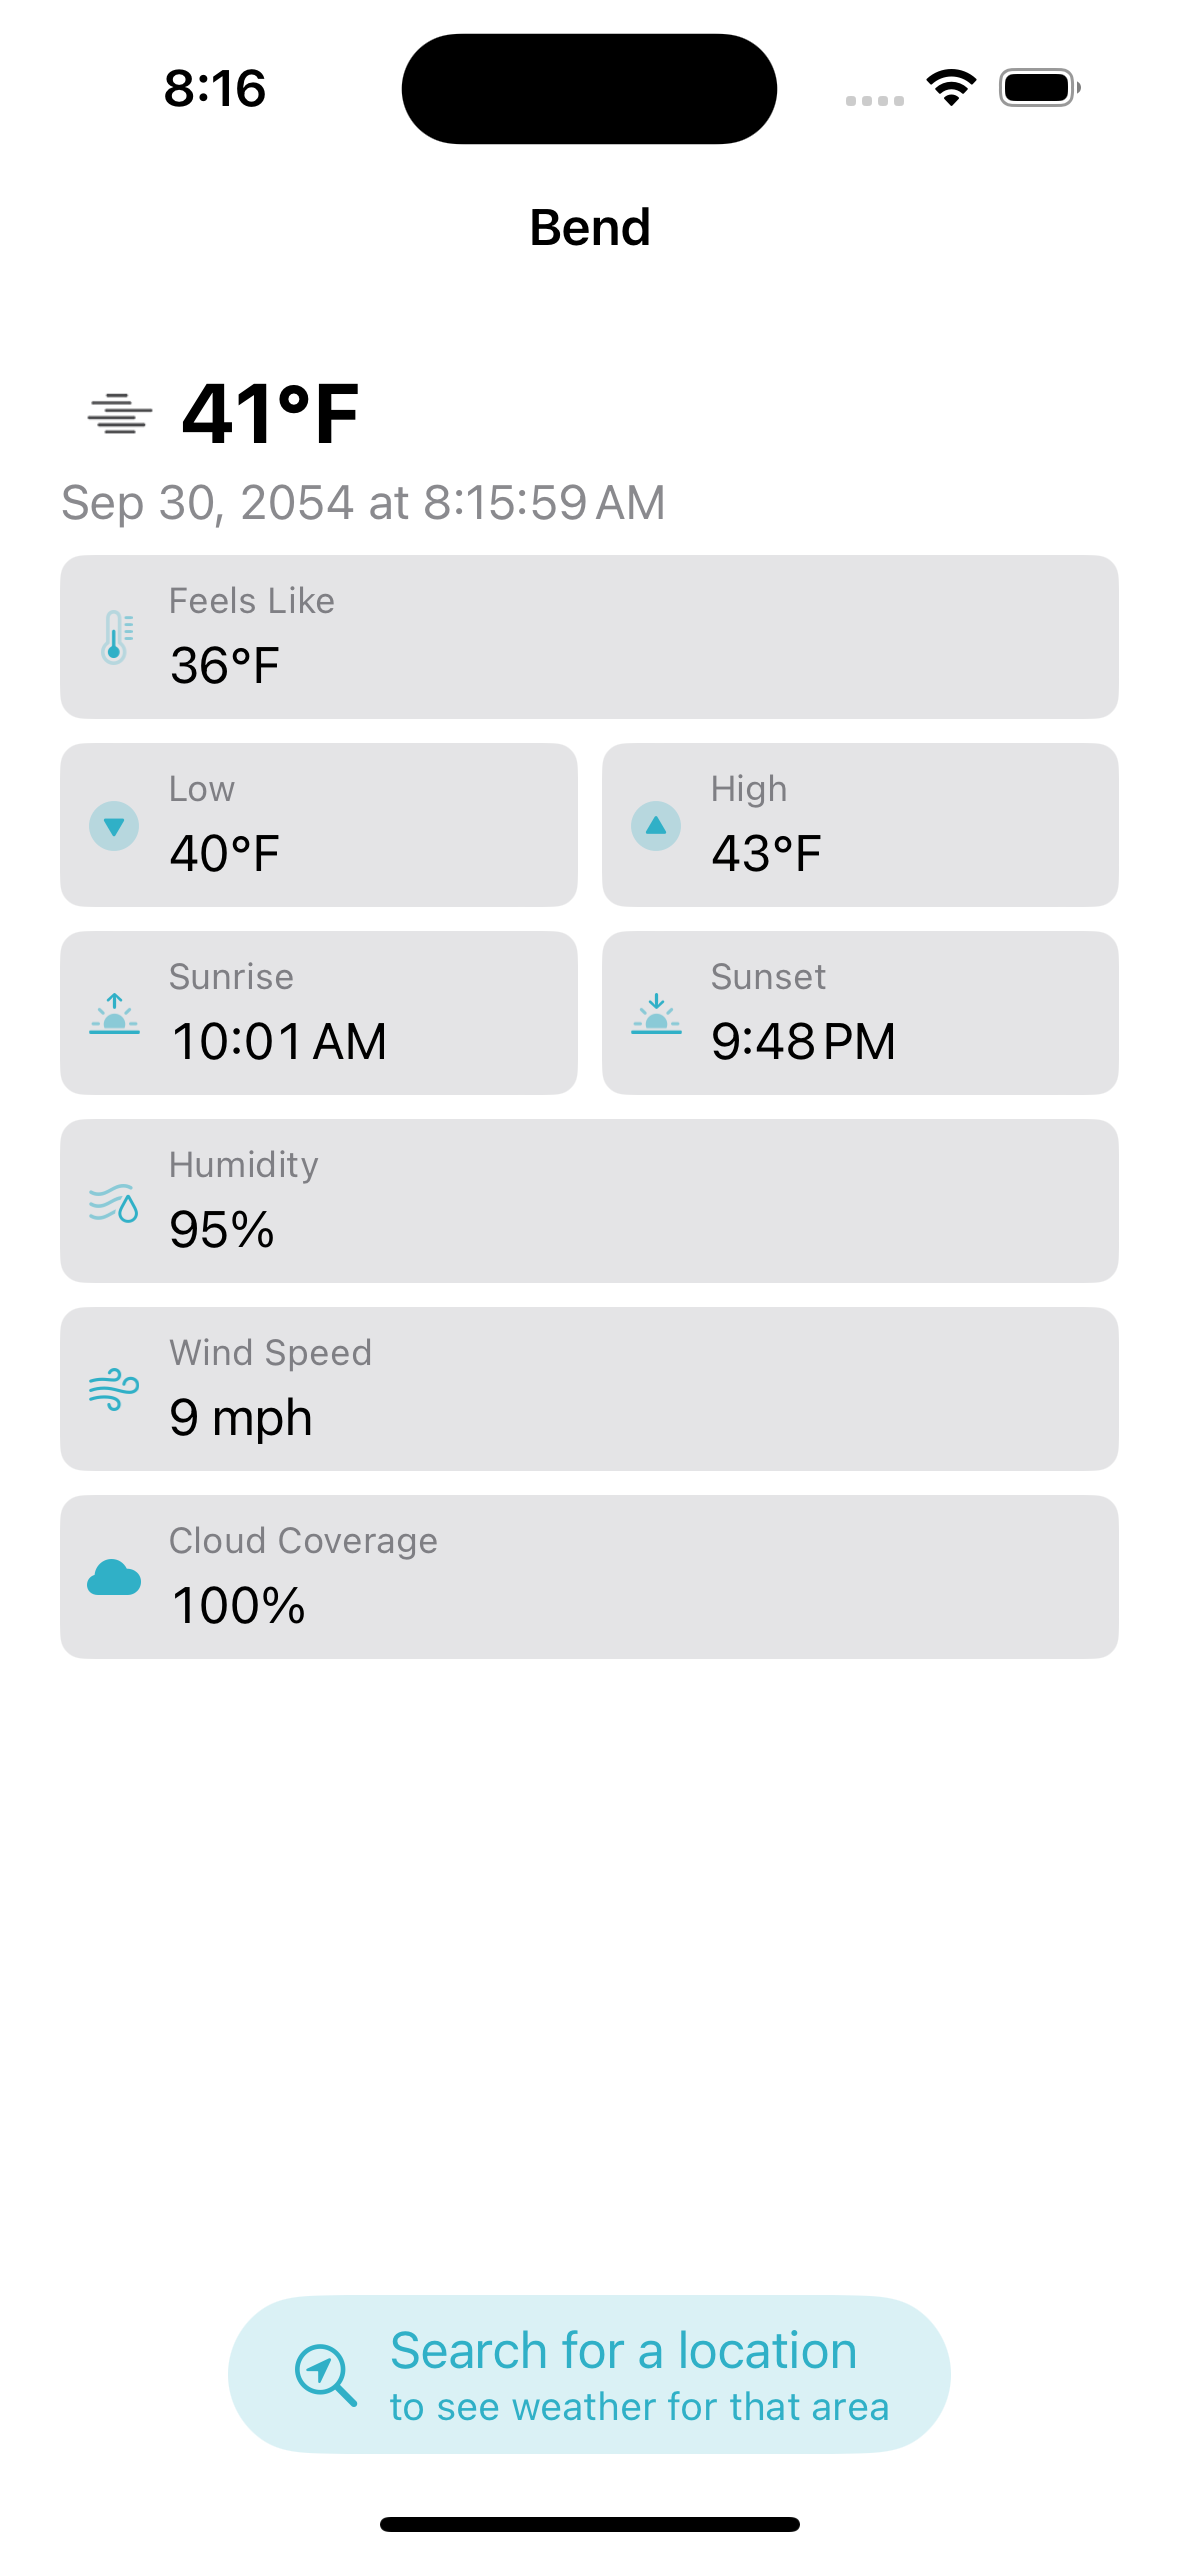 8:16
Bend
41°F
Sep 30, 2054 at 8:15:59 AM
Feels Like
36°F
Low
40°F
High
43°F
Sunrise
10:01 AM
Sunset
9:48 PM
Humidity
95%
Wind Speed
9 mph
Cloud Coverage
100%
Search for a location
to see weather for that area